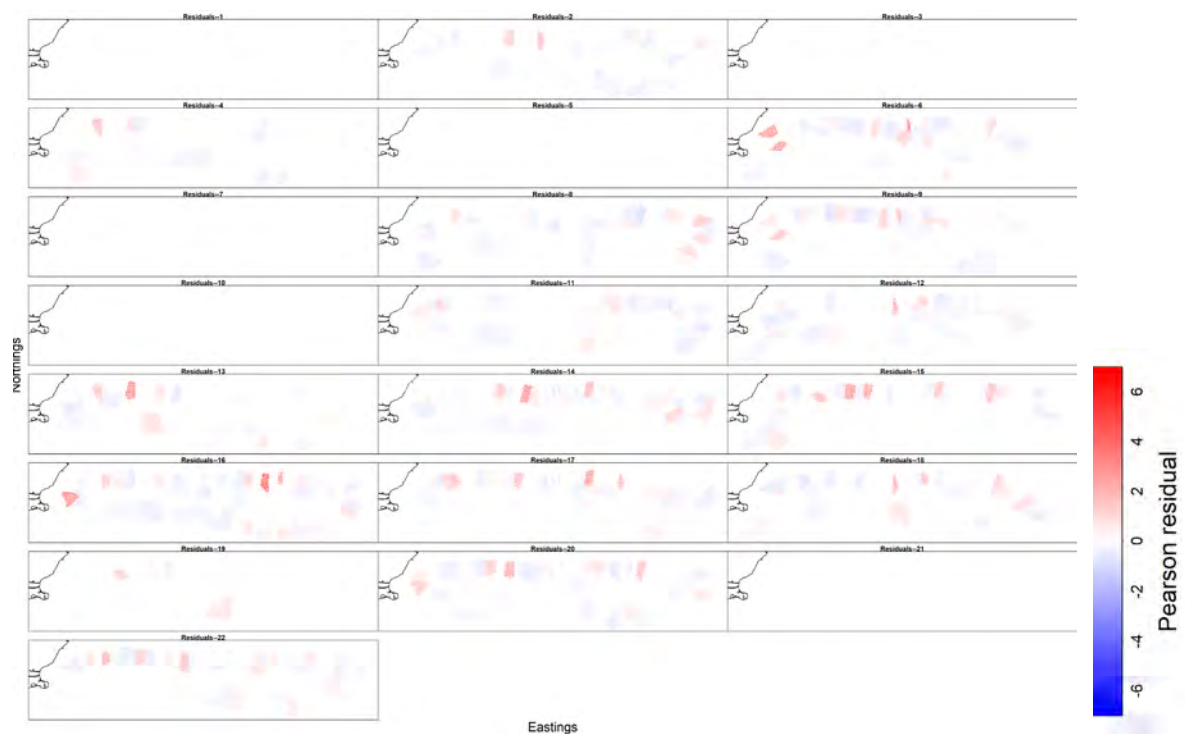 Residuals--1 Residuals--2 Residuals--3
Residuals--4 Residuals--5 Residuals--6
Residuals--7 Residuals--8 Residuals--9
Residuals--10 Residuals--11 Residuals--12
Northings
Residuals--13 Residuals--14 Residuals--15
Residuals--16 Residuals--17 Residuals--18
Residuals--19 Residuals--20 Residuals--21
Residuals--22
Eastings
6
4
2
0
-2
-4
-6
Pearson residual